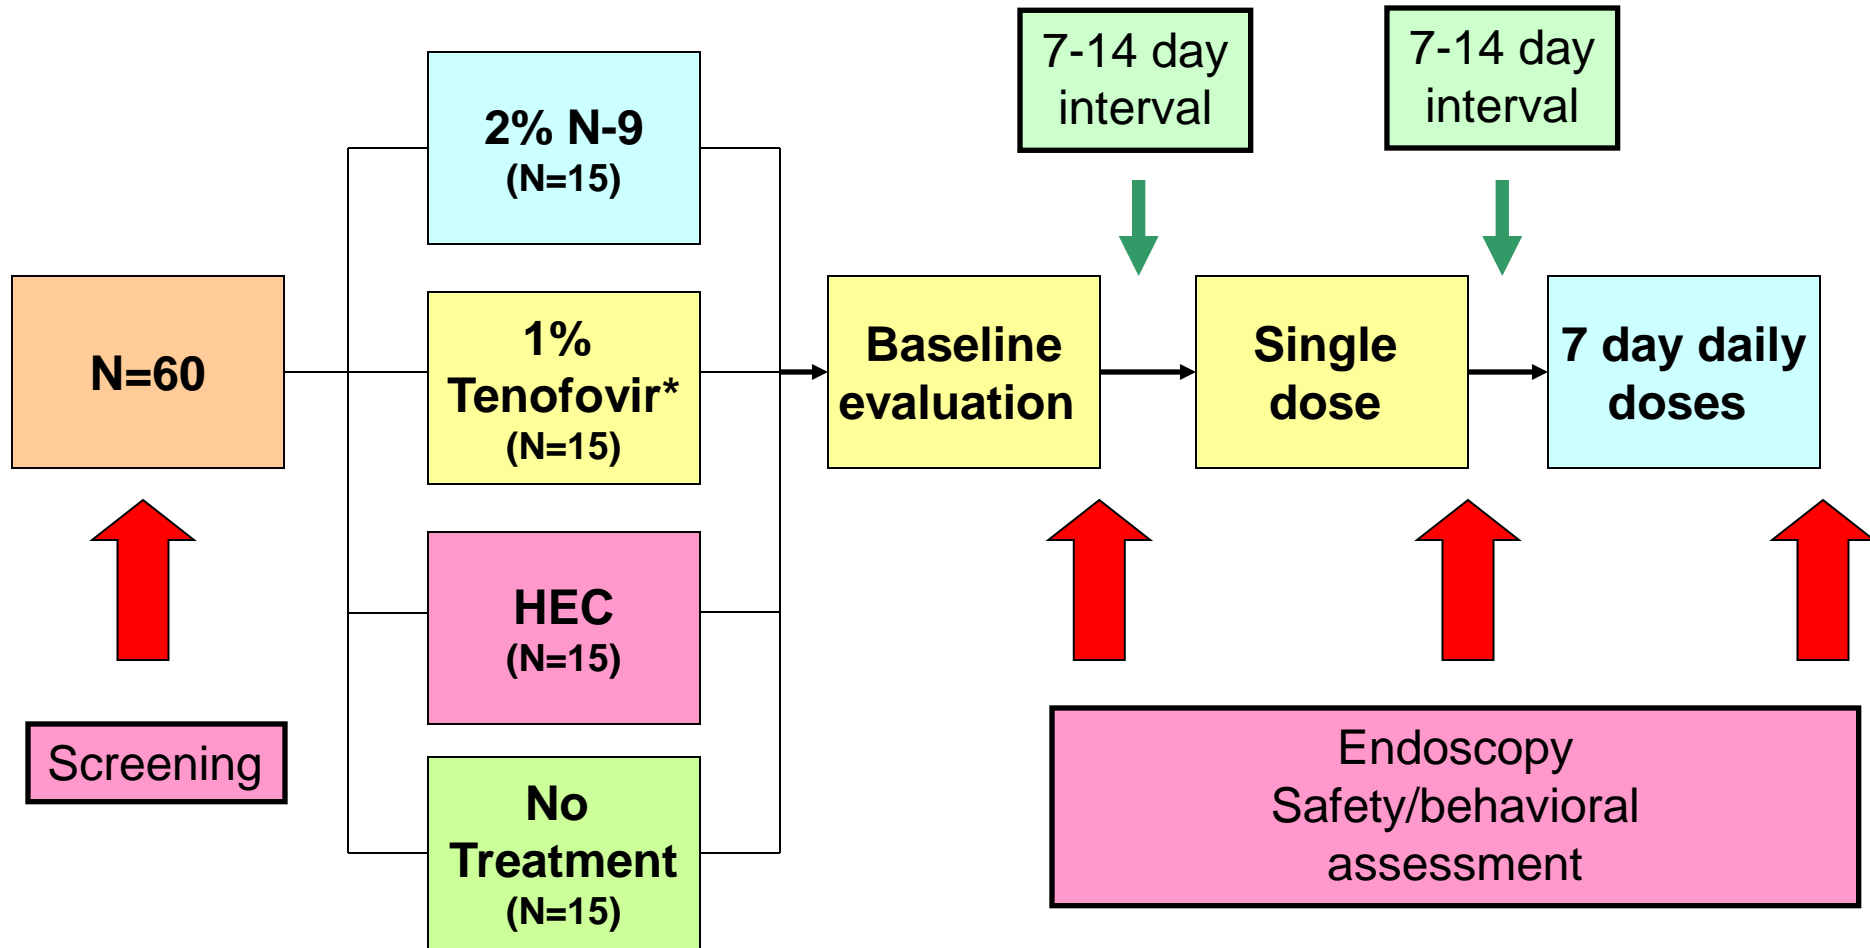 N=60
Screening
2% N-9
(N=15)
1%
Tenofovir*
(N=15)
HEC
(N=15)
No
Treatment
(N=15)
Baseline
evaluation
7-14 day
interval
Single
dose
7-14 day
interval
7 day daily
doses
Endoscopy
Safety/behavioral
assessment